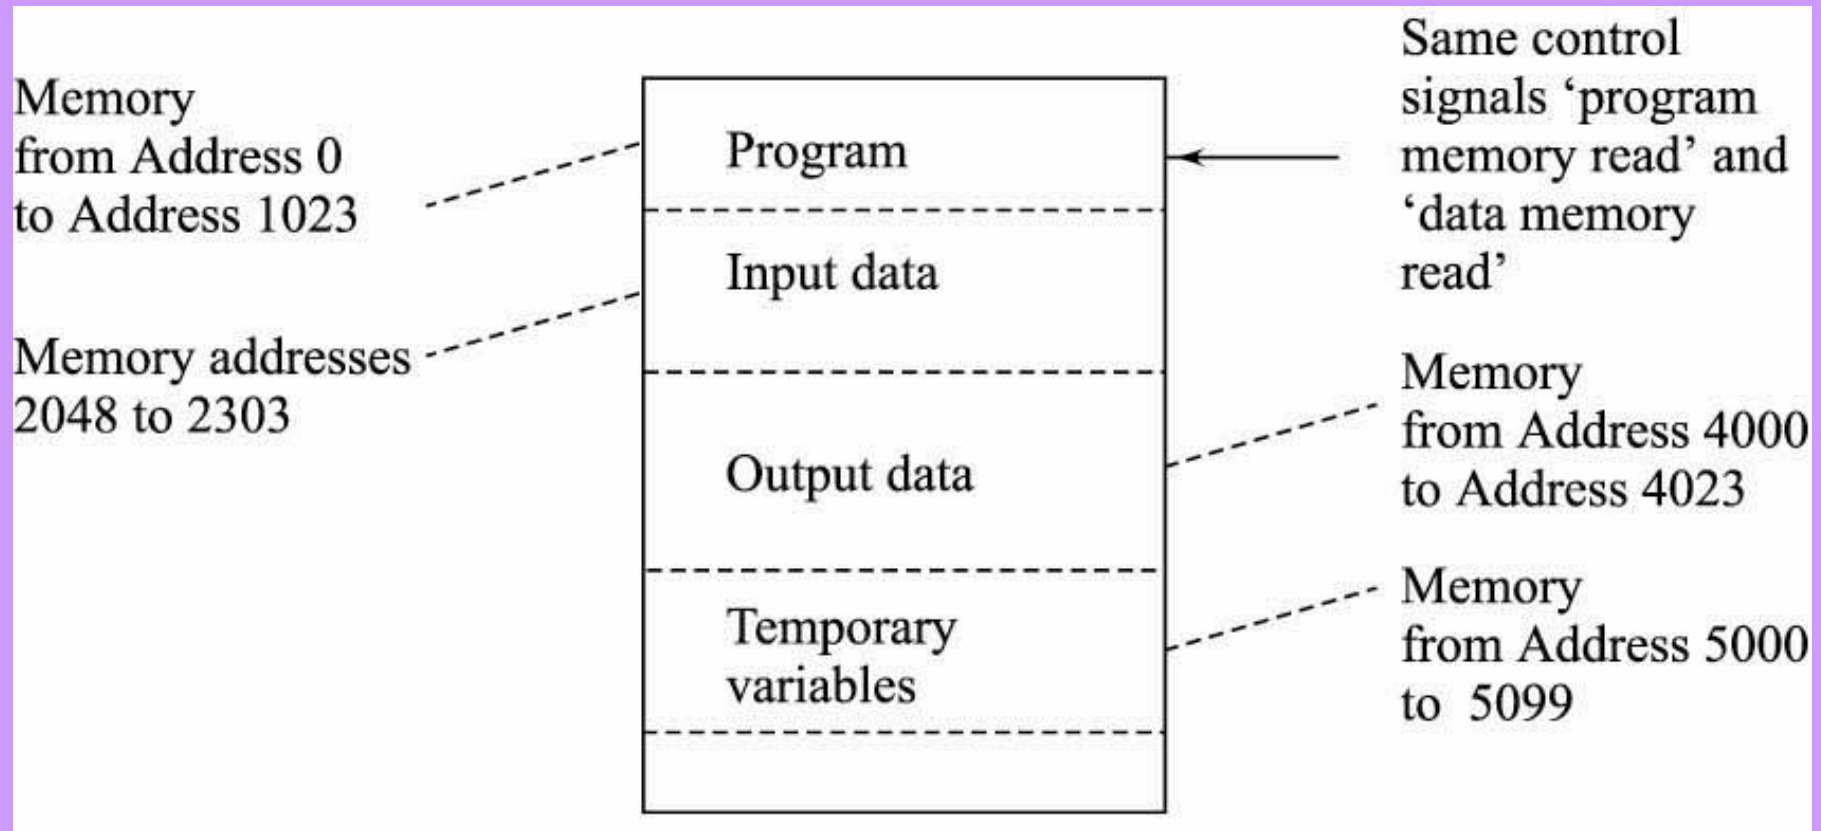 Memory
from Address 0
to Address 1023
Memory addresses
2048 to 2303
Program
Input data
Output data
Temporary
variables
Same control
signals ‘program
memory read’ and
‘data memory
read’
Memory
from Address 4000
to Address 4023
Memory
from Address 5000
to 5099